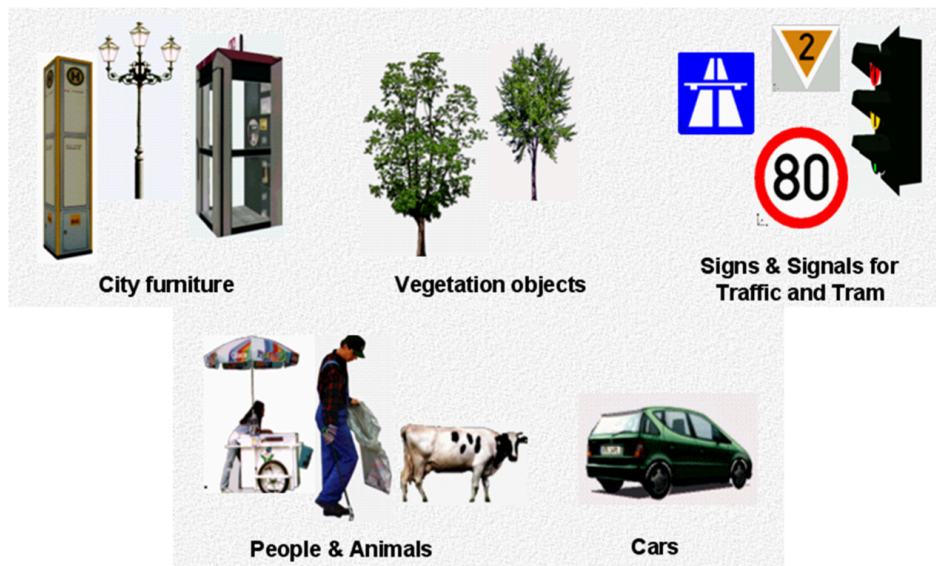 H
2
80
City furniture
Vegetation objects
Signs & Signals for
Traffic and Tram
People & Animals
Cars